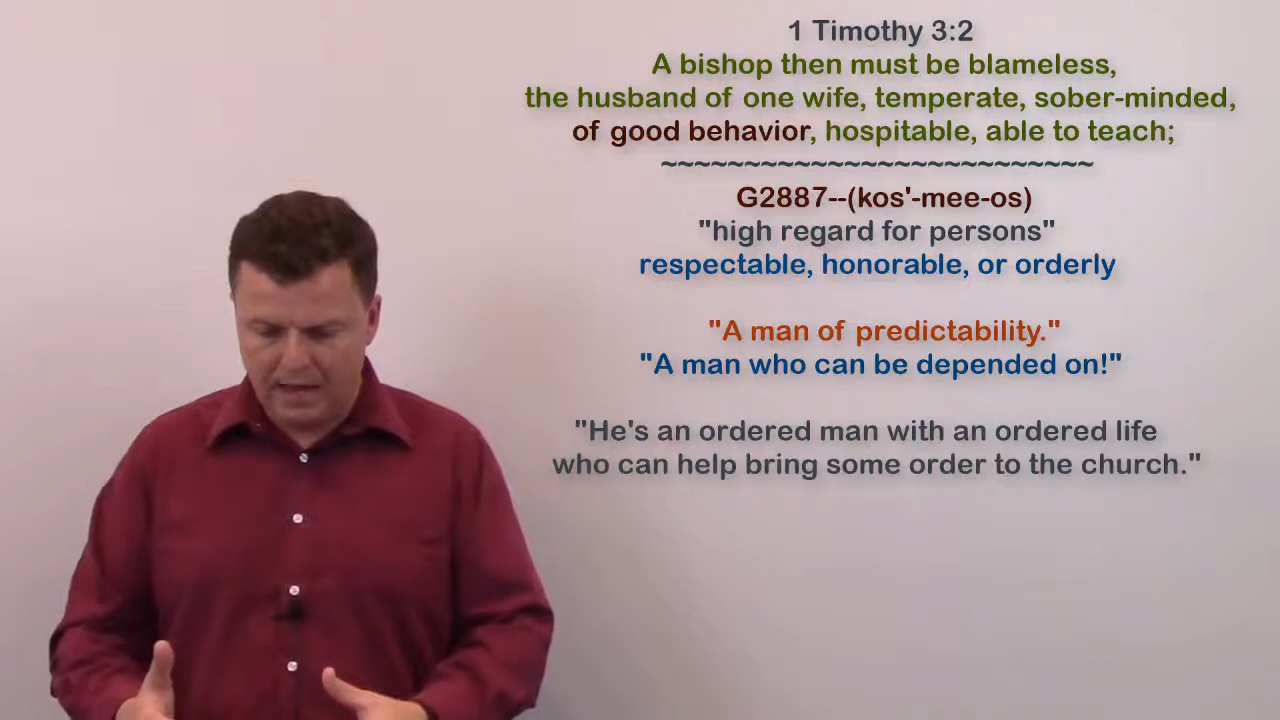 1 Timothy 3:2
A bishop then must be blameless,
the husband of one wife, temperate, sober-minded,
of good behavior, hospitable, able to teach;
~~~~~~~~~~~~~~~~~~~~~~~~~~
G2887--(kos'-mee-os)
"high regard for persons"
respectable, honorable, or orderly
"A man of predictability."
"A man who can be depended on!"
"He's an ordered man with an ordered life
who can help bring some order to the church."